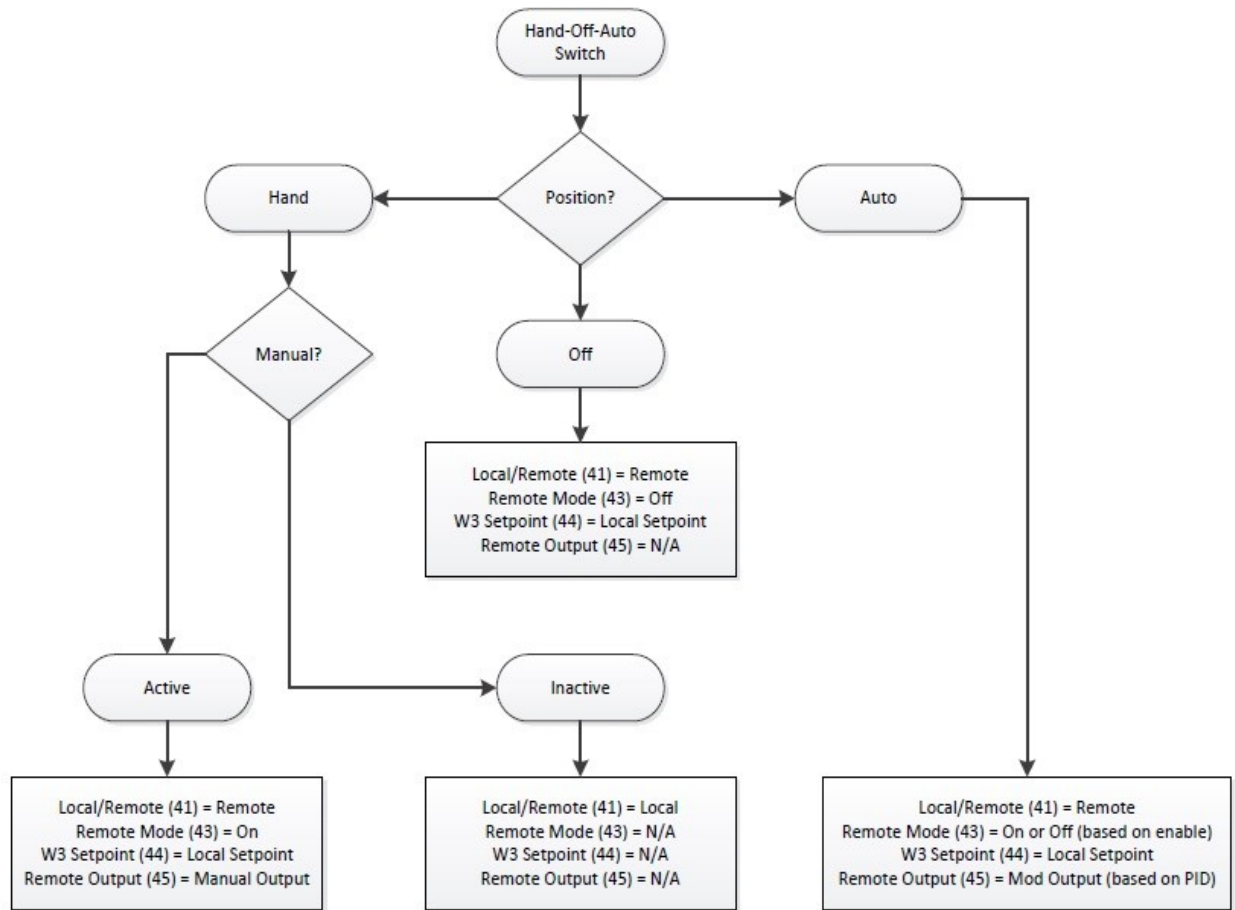 Hand-Off-Auto
Switch
Hand
Position?
Auto
Manual?
Off
Local/Remote (41) = Remote
Remote Mode (43) = Off
W3 Setpoint (44) = Local Setpoint
Remote Output (45) = N/A
Active
Inactive
Local/Remote (41) = Remote
Remote Mode (43) = On
W3 Setpoint (44) = Local Setpoint
Remote Output (45) = Manual Output
Local/Remote (41) = Local
Remote Mode (43) = N/A
W3 Setpoint (44) = N/A
Remote Output (45) = N/A
Local/Remote (41) = Remote
Remote Mode (43) = On or Off (based on enable)
W3 Setpoint (44) = Local Setpoint
Remote Output (45) = Mod Output (based on PID)